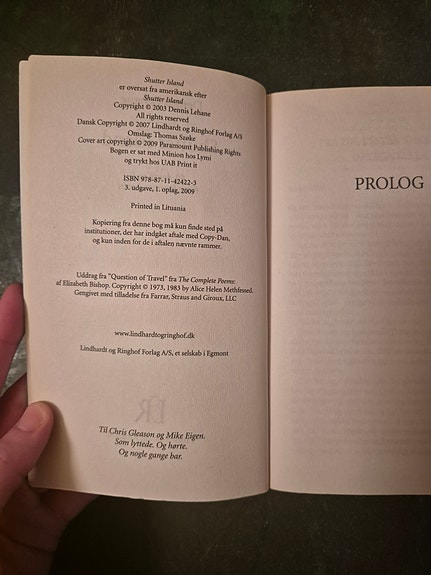 Shutter Island
er oversat fra amerikansk efter
Shutter Island
Copyright © 2003 Dennis Lehane
All rights reserved
Dansk Copyright © 2007 Lindhardt og Ringhof Forlag A/S
Omslag: Thomas Szøke
Cover art copyright © 2009 Paramount Publishing Rights
Bogen er sat med Minion hos Lymi
og trykt hos UAB Print it
ISBN 978-87-11-42422-3
3. udgave, 1. oplag, 2009
Printed in Lituania
Kopiering fra denne bog må kun finde sted på
institutioner, der har indgået aftale med Copy-Dan,
og kun inden for de i aftalen nævnte rammer.
Uddrag fra "Question of Travel" fra The Complete Poems:
af Elizabeth Bishop. Copyright © 1973, 1983 by Alice Helen Methfessed.
Gengivet med tilladelse fra Farrar, Straus and Giroux, LLC
www.lindhardtogringhof.dk
Lindhardt og Ringhof Forlag A/S, et selskab i Egmont
Til Chris Gleason og Mike Eigen.
Som lyttede. Og hørte.
Og nogle gange bar.
PROLOG